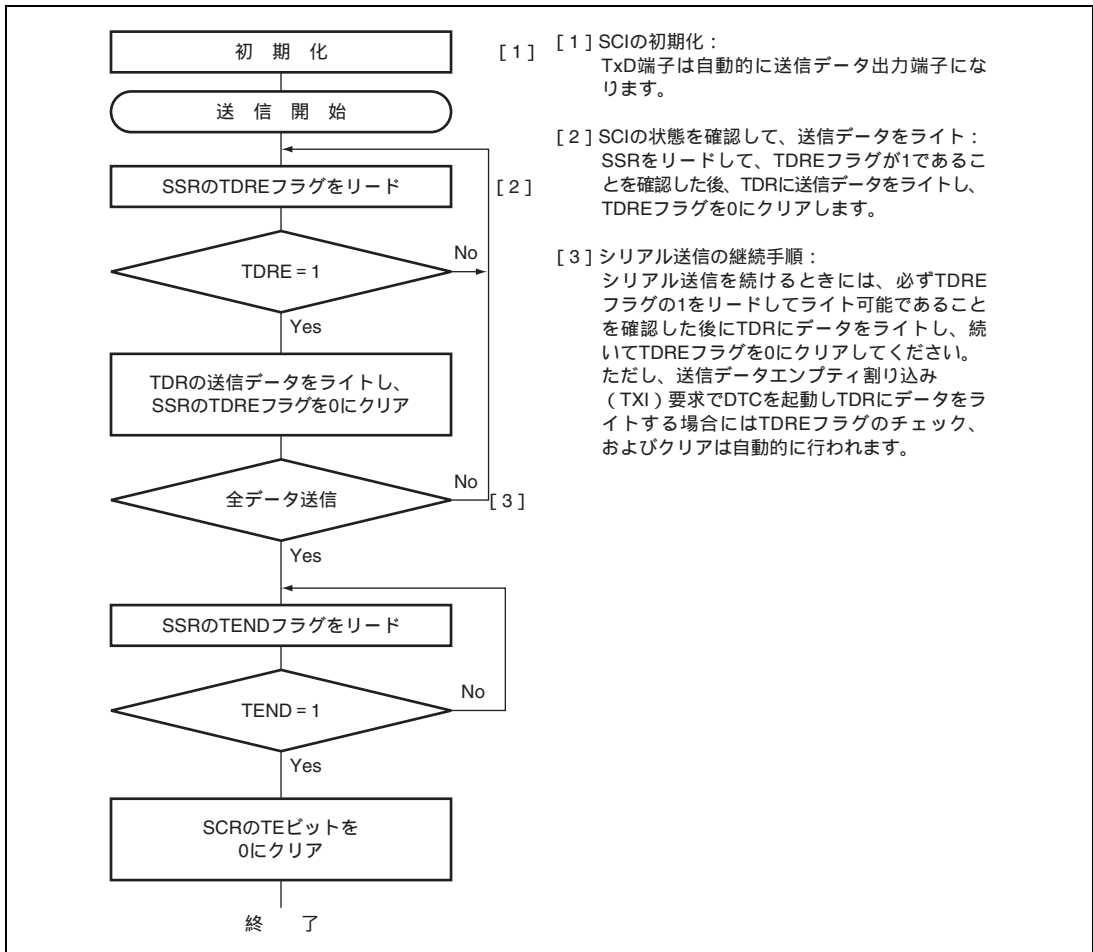 初 期 化
[ 1 ]
送 信 開 始
SSRのTDREフラグをリード
[ 2 ]
TDRE = 1
No
Yes
TDRの送信データをライトし、
SSRのTDREフラグを0にクリア
全データ送信
No
[ 3 ]
Yes
SSRのTENDフラグをリード
TEND = 1
No
Yes
SCRのTEビットを
0にクリア
終 了
[ 1 ] SCIの初期化：
TxD端子は自動的に送信データ出力端子にな
ります。
[ 2 ] SCIの状態を確認して、送信データをライト：
SSRをリードして、TDREフラグが1であるこ
とを確認した後、TDRに送信データをライトし、
TDREフラグを0にクリアします。
[ 3 ] シリアル送信の継続手順：
シリアル送信を続けるときには、必ずTDRE
フラグの1をリードしてライト可能であること
を確認した後にTDRにデータをライトし、続
いてTDREフラグを0にクリアしてください。
ただし、送信データエンプティ割り込み
（TXI）要求でDTCを起動しTDRにデータをラ
イトする場合にはTDREフラグのチェック、
およびクリアは自動的に行われます。